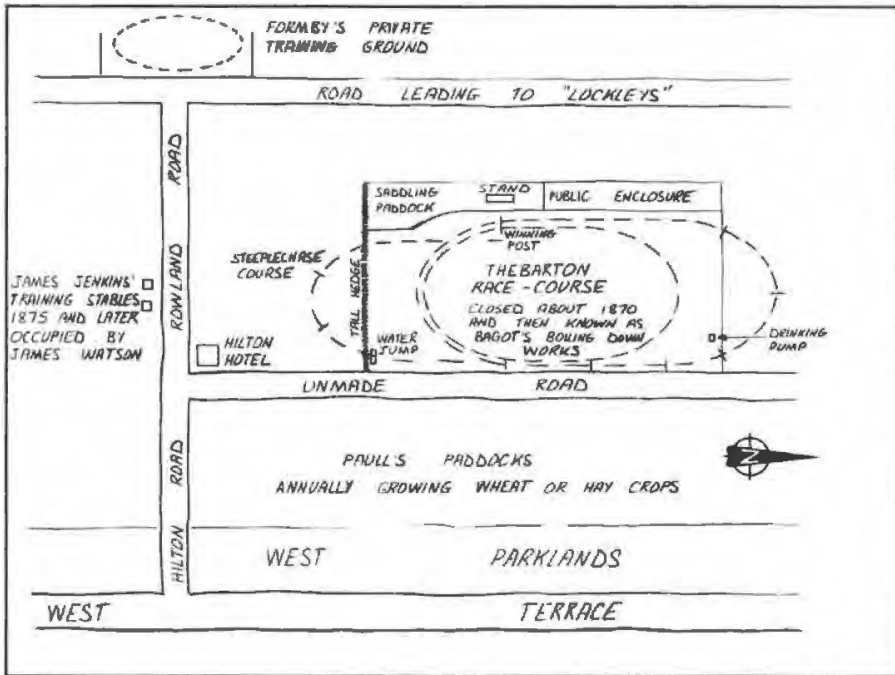 FORMBY'S PRIVATE
TRAINING GROUND
ROAD LEADING TO "LOCKLEYS"
ROAD
ROWLAND
SADDLING
PADDOCK
STAND
PUBLIC ENCLOSURE
WINNING
POST
STEEPLECHASE
COURSE
TALL HEDGE
THEBARTON
RACE - COURSE
CLOSED ABOUT 1870
AND THEN KNOWN AS
BAGOT'S BOILING DOWN
WORKS
JAMES JENKINS'
TRAINING STABLES
1875 AND LATER
OCCUPIED BY
JAMES WATSON
HILTON
HOTEL
WATER
JUMP
DRINKING
PUMP
UNMADE ROAD
ROAD
HILTON
PAULL'S PADDOCKS
ANNUALLY GROWING WHEAT OR HAY CROPS
N
WEST PARKLANDS
WEST TERRACE